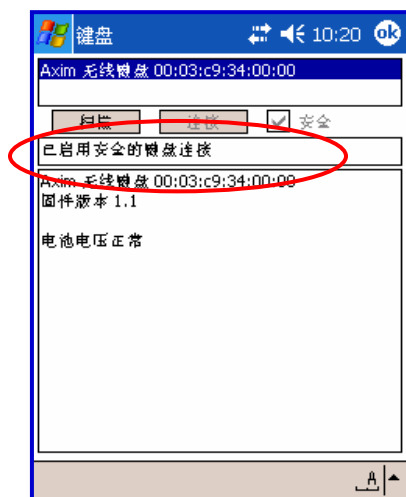 键盘 10:20 ok
Axim 无线键盘 00:03:c9:34:00:00
扫描 连接 安全
已启用安全的键盘连接
Axim 无线键盘 00:03:c9:34:00:00
固件版本 1.1
电池电压正常
A